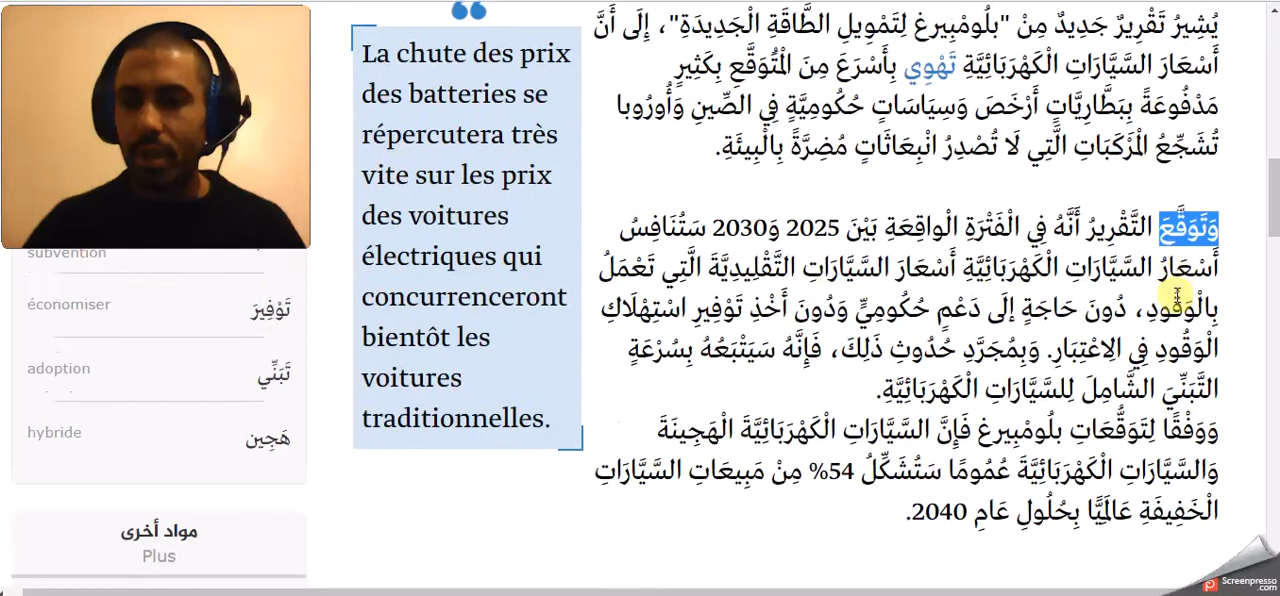 يُشِيرُ تَقْرِيرٌ جَدِيدٌ مِنْ "بلُومْبِيرغ لِتَمْوِيلِ الطَّاقَةِ الْجَدِيدَةِ"، إِلَى أَنَّ
أَسْعَارَ السَّيَّارَاتِ الْكَهْرَبَائِيَّةِ تَهْوِي بِأَسْرَعَ مِنَ الْمُتَوَقَّعِ بِكَثِيرٍ
مَدْفُوعَةً بِبَطَّارِيَّاتٍ أَرْخَصَ وَسِيَاسَاتٍ حُكُومِيَّةٍ فِي الصِّينِ وَأُورُوبا
تُشَجِّعُ الْمَرْكَبَاتِ الَّتِي لَا تُصْدِرُ انْبِعَاثَاتٍ مُضِرَّةً بِالْبِيئَةِ.
وَتَوَقَّعَ التَّقْرِيرُ أَنَّهُ فِي الْفَتْرَةِ الْواقِعَةِ بَيْنَ 2025 وَ2030 سَتُنَافِسُ
أَسْعَارُ السَّيَّارَاتِ الْكَهْرَبَائِيَّةِ أَسْعَارَ السَّيَّارَاتِ التَّقْلِيدِيَّةَ الَّتِي تَعْمَلُ
بِالْوَقُودِ، دُونَ حَاجَةٍ إلَى دَعْمٍ حُكُومِيٍّ وَدُونَ أَخْذِ تَوْفِيرِ اسْتِهْلَاكِ
الْوَقُودِ فِي الِاعْتِبَارِ. وَبِمُجَرَّدِ حُدُوثِ ذَلِكَ، فَإِنَّهُ سَيَتْبَعُهُ بِسُرْعَةٍ
التَّبَنِّيَ الشَّامِلَ لِلسَّيَّارَاتِ الْكَهْرَبَائِيَّةِ.
وَوَفْقًا لِتَوَقُّعَاتِ بلُومْبِيرغ فَإِنَّ السَّيَّارَاتِ الْكَهْرَبَائِيَّةَ الْهَجِينَةَ
وَالسَّيَّارَاتِ الْكَهْرَبَائِيَّةَ عُمُومًا سَتُشَكِّلُ 54% مِنْ مَبِيعَاتِ السَّيَّارَاتِ
الْخَفِيفَةِ عَالَمِيًّا بِحُلُولِ عَامِ 2040.
“
La chute des prix
des batteries se
répercutera très
vite sur les prix
des voitures
électriques qui
concurrenceront
bientôt les
voitures
traditionnelles.
subvention
économiser تَوْفِيرَ
adoption تَبَنِّي
hybride هَجِين
مواد أخرى
Plus
Screenpresso
.com